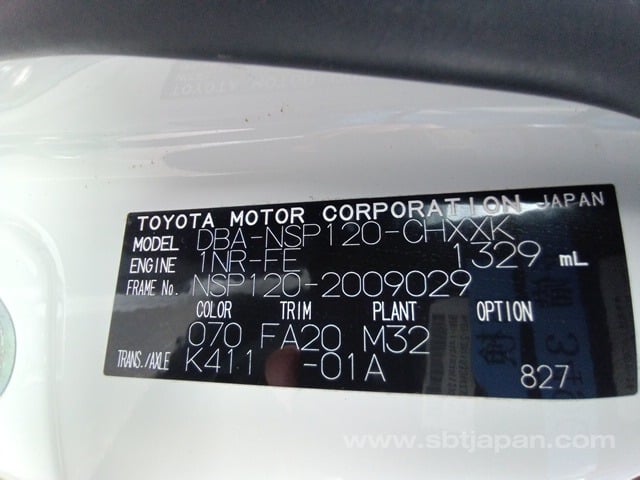 TOYOTA MOTOR CORPORATION JAPAN
MODEL DBA-NSP120-CHXXK
ENGINE 1NR-FE 1329 mL
FRAME No. NSP120-2009029
COLOR TRIM PLANT OPTION
070 FA20 M32
TRANS./AXLE K411 -01A
827
www.sbtjapan.com